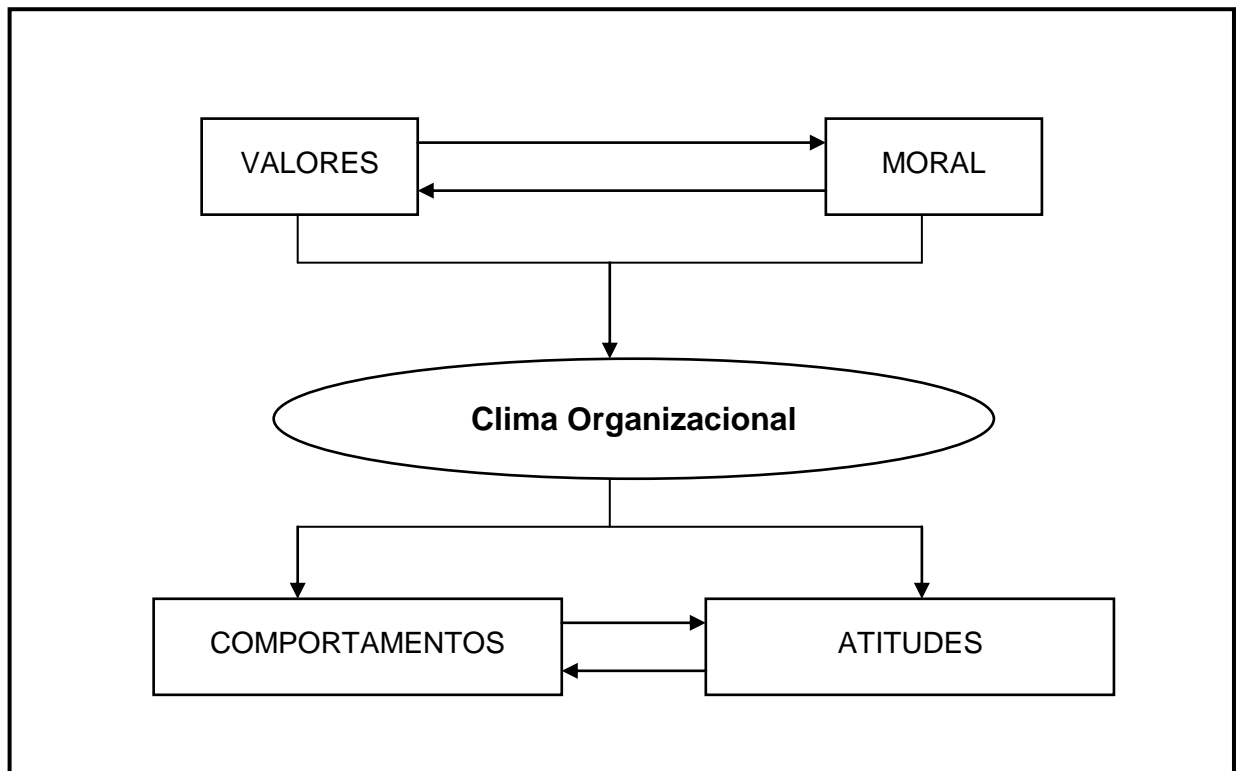 VALORES
MORAL
Clima Organizacional
COMPORTAMENTOS
ATITUDES